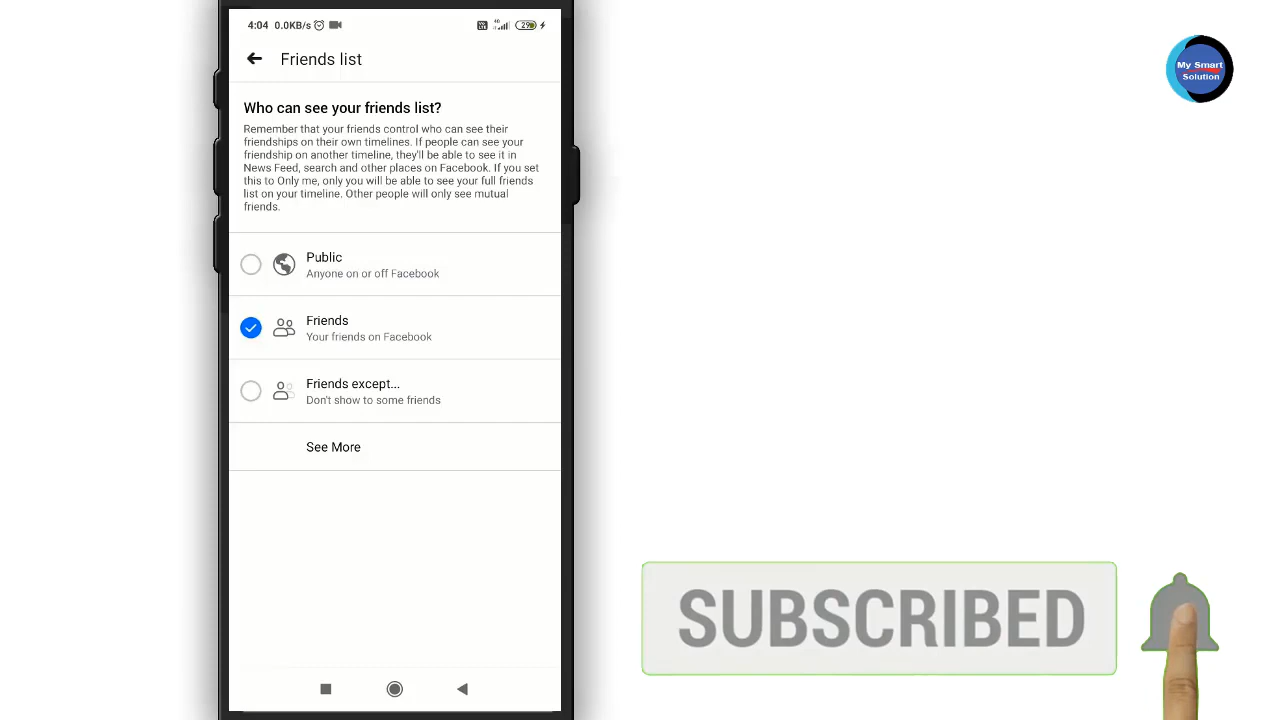 4:04 0.0KB/s
4G
29
Friends list
Who can see your friends list?
Remember that your friends control who can see their
friendships on their own timelines. If people can see your
friendship on another timeline, they'll be able to see it in
News Feed, search and other places on Facebook. If you set
this to Only me, only you will be able to see your full friends
list on your timeline. Other people will only see mutual
friends.
Public
Anyone on or off Facebook
Friends
Your friends on Facebook
Friends except...
Don't show to some friends
See More
My Smart
Solution
SUBSCRIBED